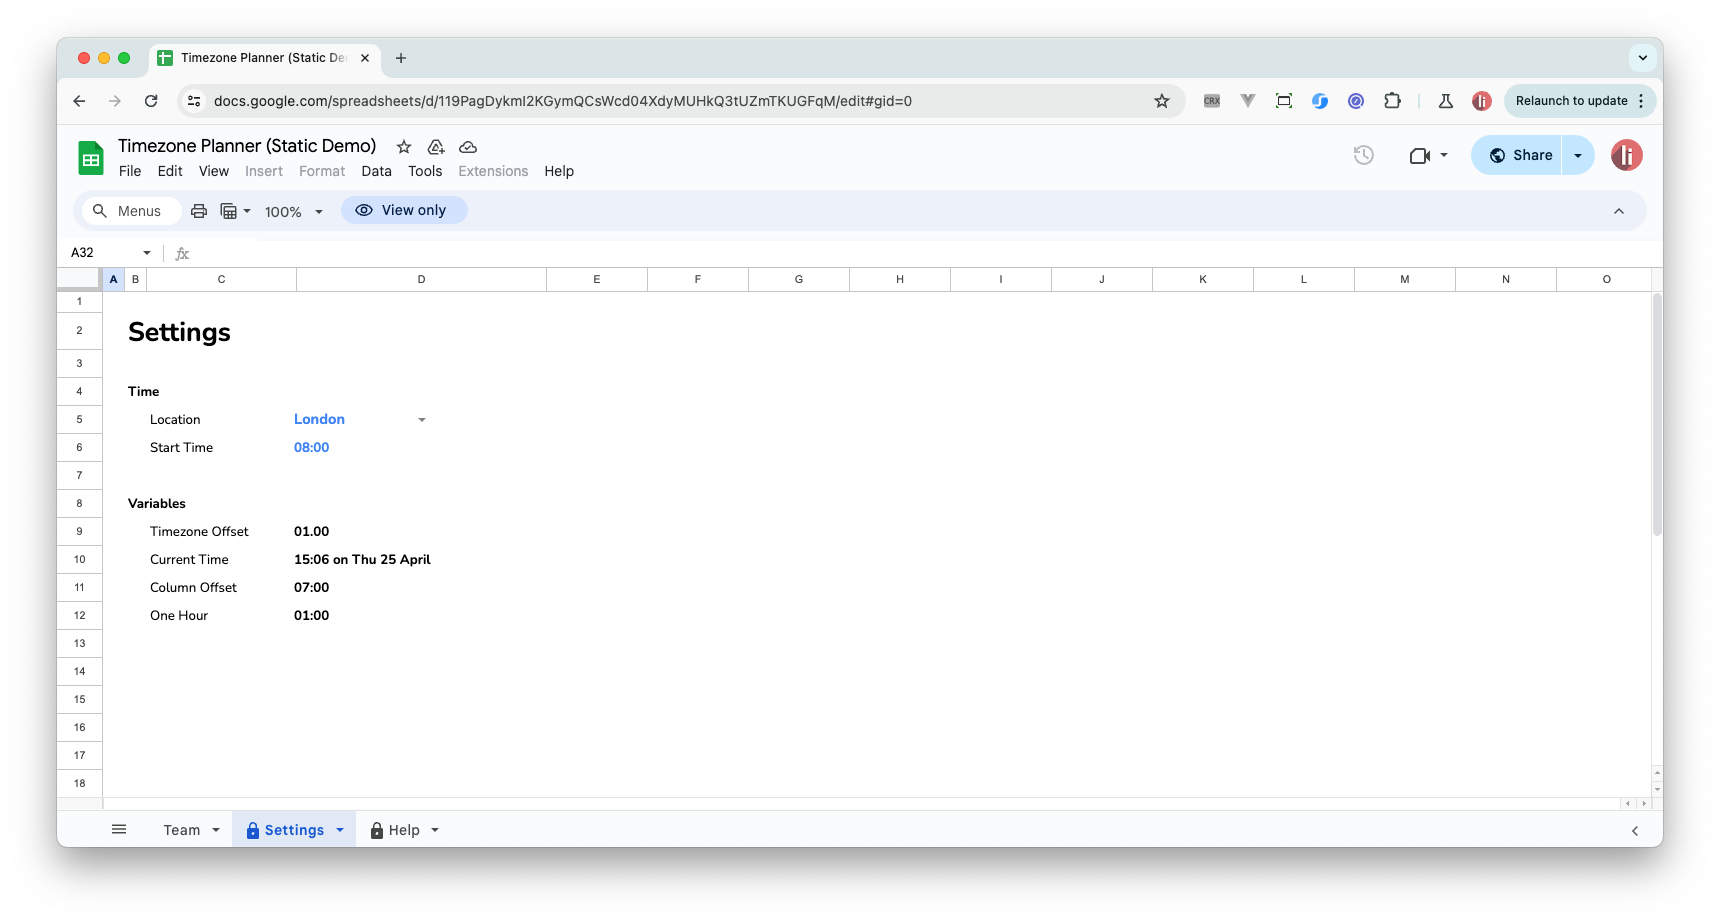 Timezone Planner (Static De
docs.google.com/spreadsheets/d/119PagDykmI2KGymQCsWcd04XdyMUHkQ3tUZmTKUGFqM/edit#gid=0
CRX
Relaunch to update
Timezone Planner (Static Demo)
File Edit View Insert Format Data Tools Extensions Help
Share
Menus
100%
View only
A32
fx
A B C D E F G H I J K L M N O
1
2 Settings
3
4 Time
5 Location London
6 Start Time 08:00
7
8 Variables
9 Timezone Offset 01.00
10 Current Time 15:06 on Thu 25 April
11 Column Offset 07:00
12 One Hour 01:00
13
14
15
16
17
18
Team Settings Help